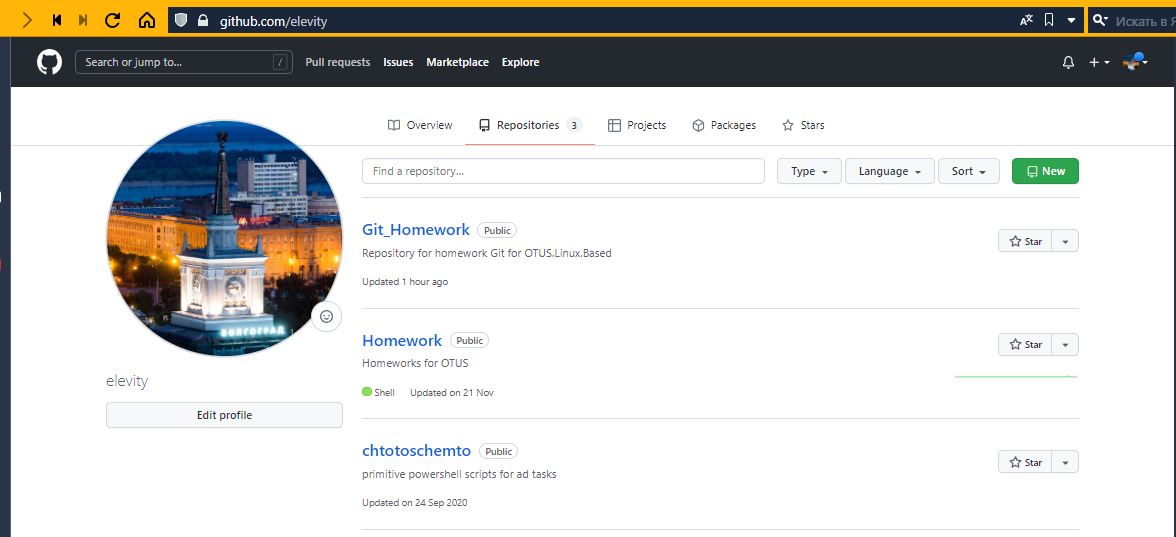 github.com/elevity
Искать в Я
Search or jump to... /
Pull requests Issues Marketplace Explore
Overview Repositories 3 Projects Packages Stars
Find a repository... Type Language Sort New
Git_Homework Public Star
Repository for homework Git for OTUS.Linux.Based
Updated 1 hour ago
ВОЛГОГРАД
Homework Public Star
Homeworks for OTUS
elevity
Shell Updated on 21 Nov
Edit profile
chtotoschemto Public Star
primitive powershell scripts for ad tasks
Updated on 24 Sep 2020